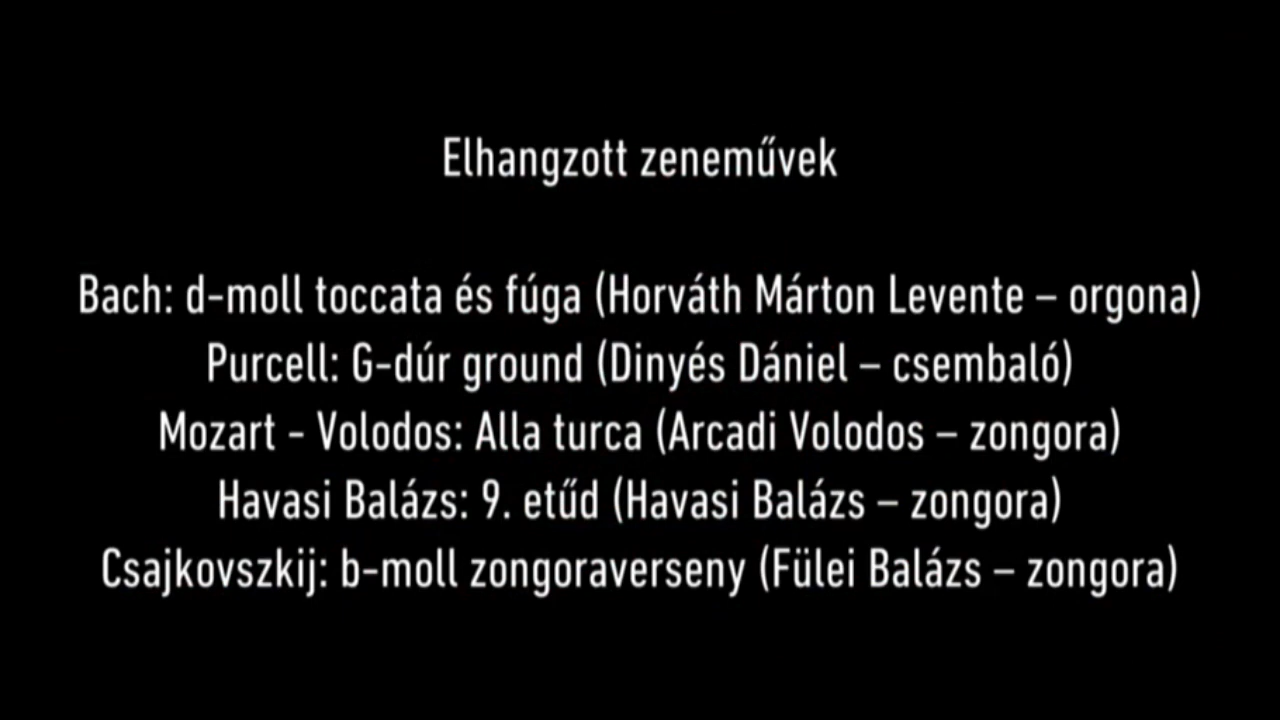 Elhangzott zeneművek
Bach: d-moll toccata és fúga (Horváth Márton Levente – orgona)
Purcell: G-dúr ground (Dinyés Dániel – csembaló)
Mozart - Volodos: Alla turca (Arcadi Volodos – zongora)
Havasi Balázs: 9. etűd (Havasi Balázs – zongora)
Csajkovszkij: b-moll zongoraverseny (Fülei Balázs – zongora)